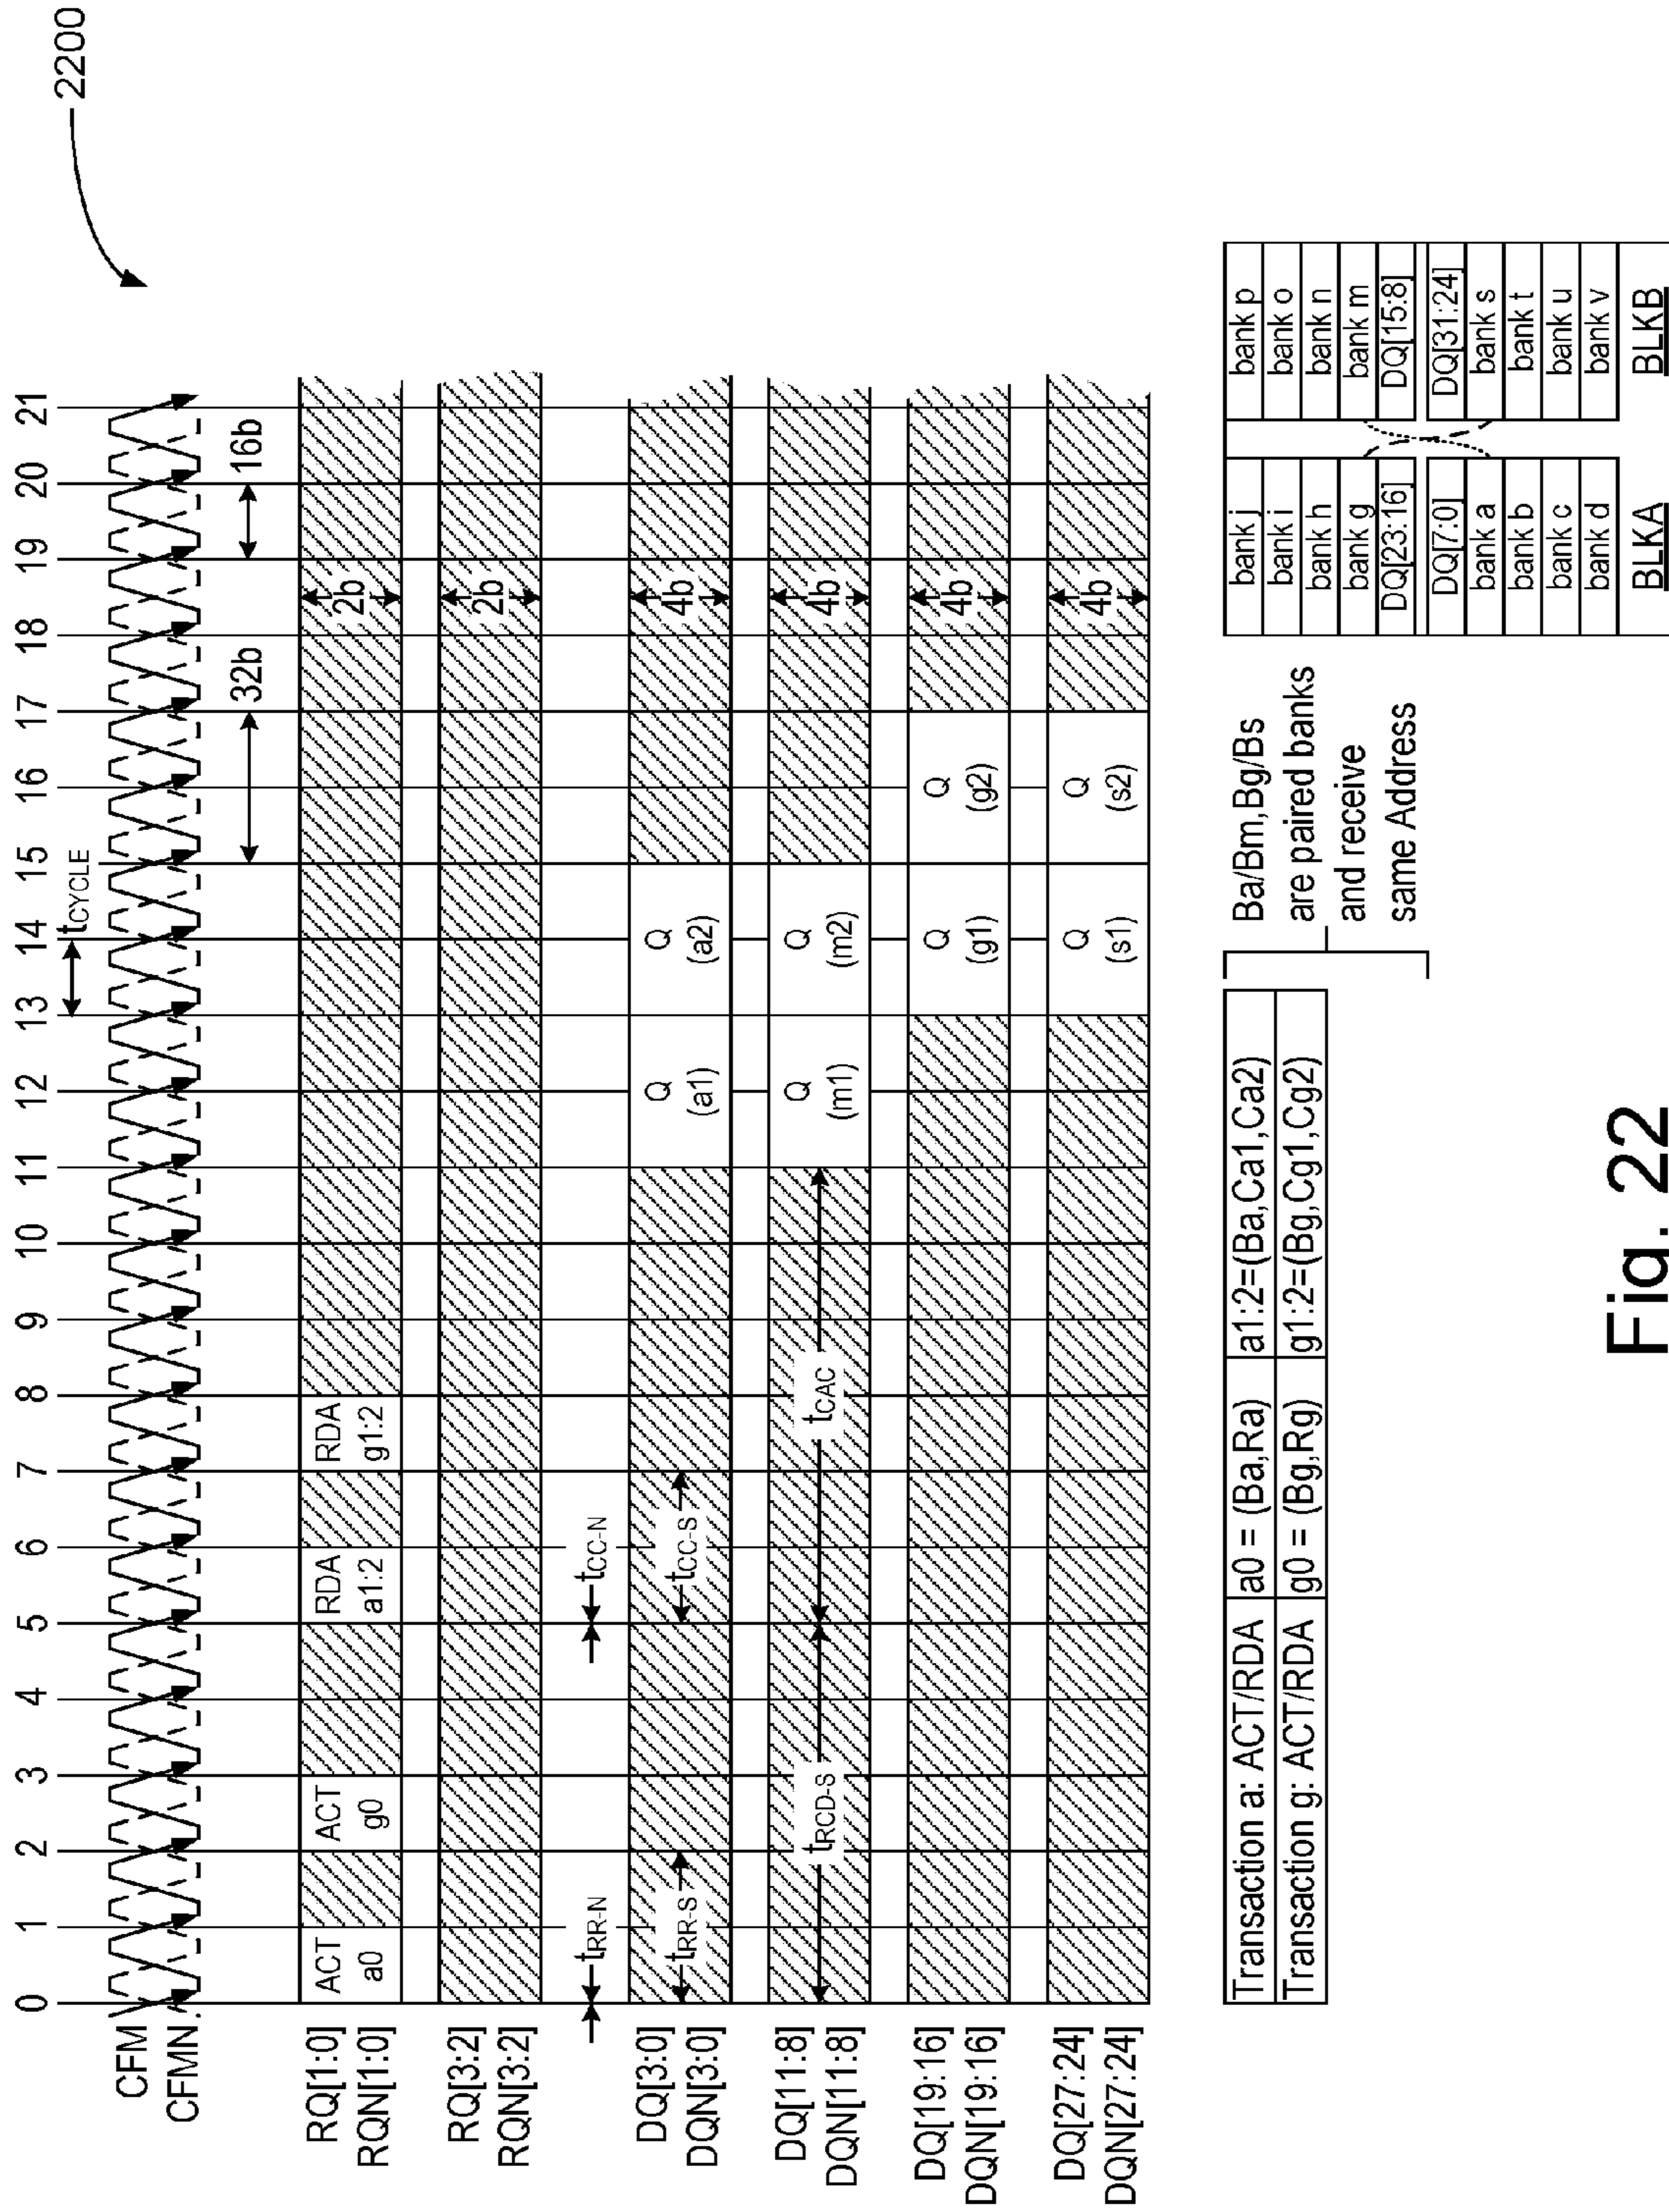 2200
0 1 2 3 4 5 6 7 8 9 10 11 12 13 14 15 16 17 18 19 20 21
tCYCLE
CFM
CFMN
32b
16b
RQ[1:0]
RQN[1:0]
ACT
a0
ACT
g0
RDA
a1:2
RDA
g1:2
2b
RQ[3:2]
RQN[3:2]
2b
tRR-N
tCC-N
DQ[3:0]
DQN[3:0]
tRR-S
tCC-S
Q
(a1)
Q
(a2)
4b
DQ[11:8]
DQN[11:8]
tRCD-S
tCAC
Q
(m1)
Q
(m2)
4b
DQ[19:16]
DQN[19:16]
Q
(g1)
Q
(g2)
4b
DQ[27:24]
DQN[27:24]
Q
(s1)
Q
(s2)
4b
Transaction a: ACT/RDA a0 = (Ba,Ra) a1:2=(Ba,Ca1,Ca2)
Transaction g: ACT/RDA g0 = (Bg,Rg) g1:2=(Bg,Cg1,Cg2)
Ba/Bm,Bg/Bs
are paired banks
and receive
same Address
bank j
bank i
bank h
bank g
DQ[23:16]
DQ[7:0]
bank a
bank b
bank c
bank d
BLKA
bank p
bank o
bank n
bank m
DQ[15:8]
DQ[31:24]
bank s
bank t
bank u
bank v
BLKB
Fig. 22